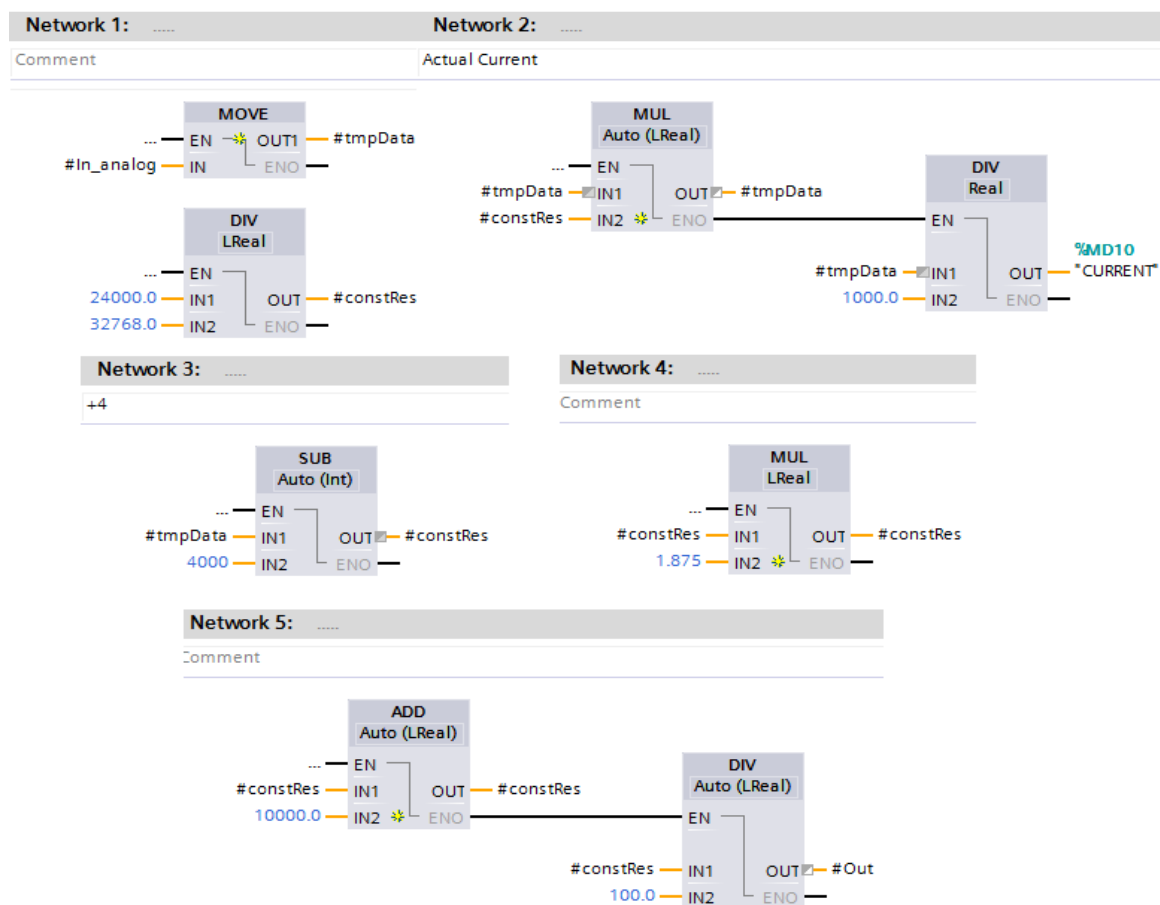 Network 1: .....
Comment
MOVE
... EN OUT1 #tmpData
#In_analog IN ENO
DIV
LReal
... EN
24000.0 IN1 OUT #constRes
32768.0 IN2 ENO
Network 2: .....
Actual Current
MUL
Auto (LReal)
... EN
#tmpData IN1 OUT #tmpData
#constRes IN2 ENO
DIV
Real
EN
%MD10
#tmpData IN1 OUT "CURRENT"
1000.0 IN2 ENO
Network 3: .....
+4
SUB
Auto (Int)
... EN
#tmpData IN1 OUT #constRes
4000 IN2 ENO
Network 4: .....
Comment
MUL
LReal
... EN
#constRes IN1 OUT #constRes
1.875 IN2 ENO
Network 5: .....
Comment
ADD
Auto (LReal)
... EN
#constRes IN1 OUT #constRes
10000.0 IN2 ENO
DIV
Auto (LReal)
EN
#constRes IN1 OUT #Out
100.0 IN2 ENO